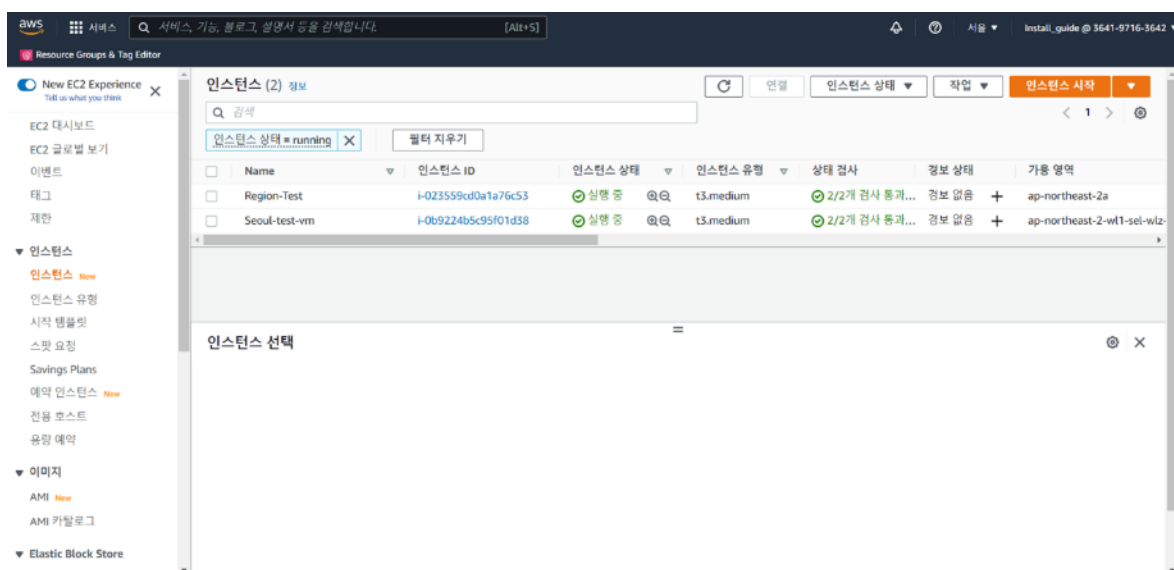 aws 서비스 서비스, 기능, 블로그, 설명서 등을 검색합니다. [Alt+S] 서울 Install_guide @ 3641-9716-3642
Resource Groups & Tag Editor
New EC2 Experience
Tell us what you think
EC2 대시보드
EC2 글로벌 보기
이벤트
태그
제한
인스턴스
인스턴스 New
인스턴스 유형
시작 템플릿
스팟 요청
Savings Plans
예약 인스턴스 New
전용 호스트
용량 예약
이미지
AMI New
AMI 카탈로그
Elastic Block Store
인스턴스 (2) 정보 연결 인스턴스 상태 작업 인스턴스 시작
검색 1
인스턴스 상태 = running 필터 지우기
Name 인스턴스 ID 인스턴스 상태 인스턴스 유형 상태 검사 경보 상태 가용 영역
Region-Test i-023559cd0a1a76c53 실행 중 t3.medium 2/2개 검사 통과... 경보 없음 + ap-northeast-2a
Seoul-test-vm i-0b9224b5c95f01d38 실행 중 t3.medium 2/2개 검사 통과... 경보 없음 + ap-northeast-2-wl1-sel-wlz-
인스턴스 선택